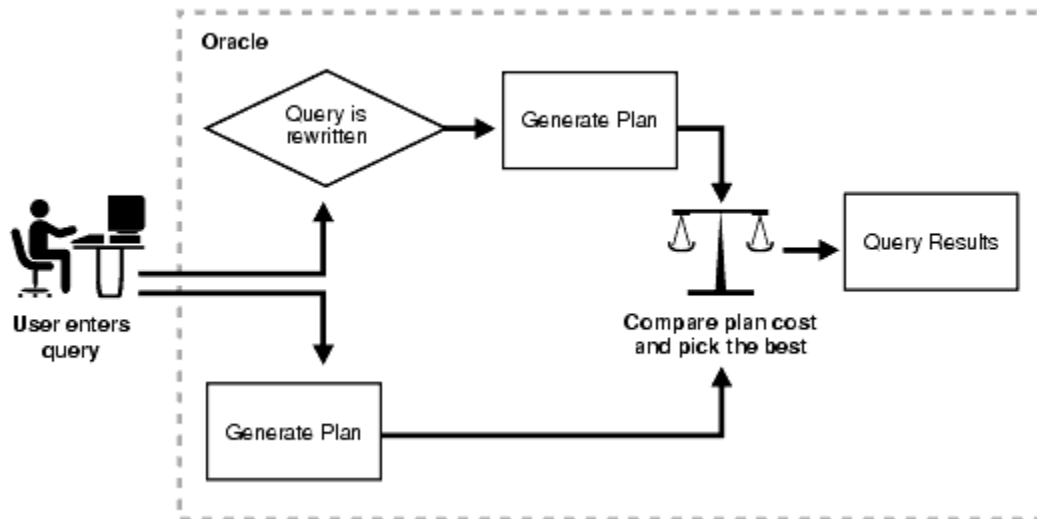 Oracle
Query is
rewritten
Generate Plan
Query Results
User enters
query
Compare plan cost
and pick the best
Generate Plan